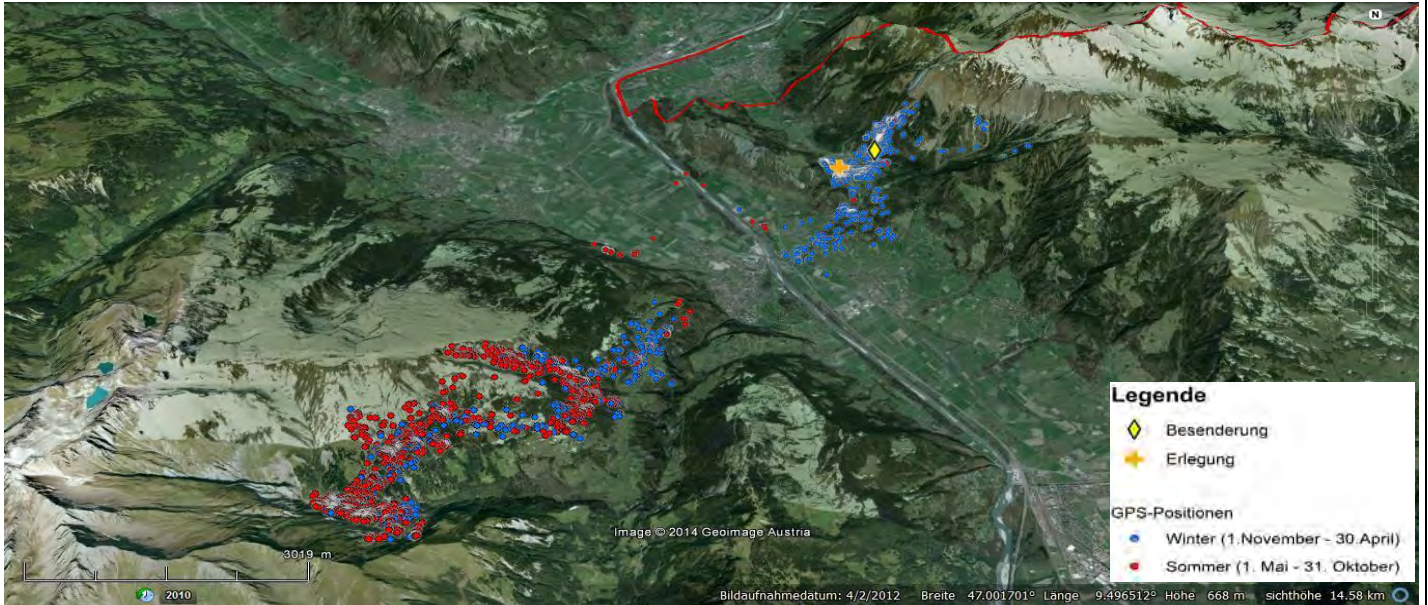 N
Legende
Besenderung
Erlegung
GPS-Positionen
Winter (1.November - 30.April)
Sommer (1. Mai - 31. Oktober)
Image © 2014 Geoimage Austria
3019 m
2010
Bildaufnahmedatum: 4/2/2012 Breite 47.001701° Länge 9.496512° Höhe 668 m sichthöhe 14.58 km